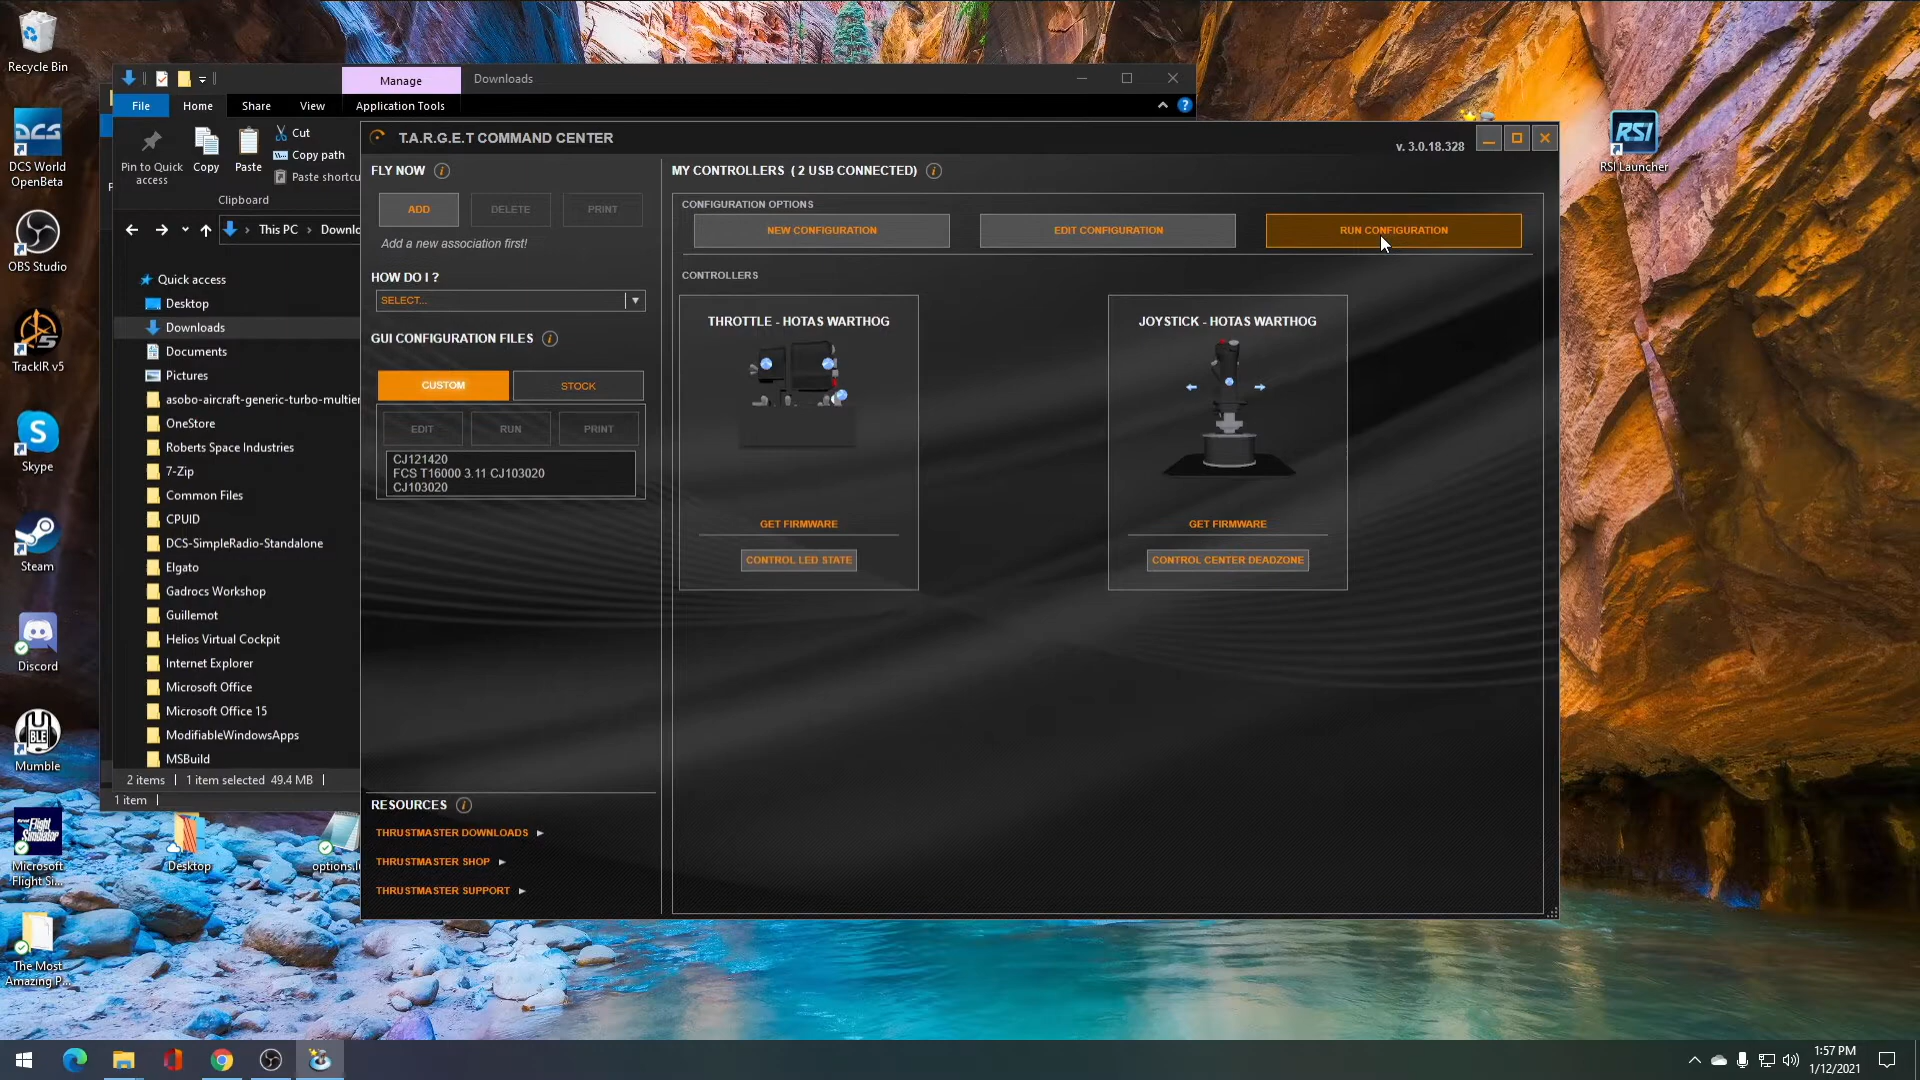 Recycle Bin
DCS World
OpenBeta
OBS Studio
TrackIR v5
Skype
Steam
Discord
Mumble
Microsoft
Flight Si...
The Most
Amazing P...
Manage
Downloads
File
Home
Share
View
Application Tools
Pin to Quick
access
Copy
Paste
Cut
Copy path
Paste shortcu
Clipboard
This PC
Downlo
Quick access
Desktop
Downloads
Documents
Pictures
asobo-aircraft-generic-turbo-multien
OneStore
Roberts Space Industries
7-Zip
Common Files
CPUID
DCS-SimpleRadio-Standalone
Elgato
Gadrocs Workshop
Guillemot
Helios Virtual Cockpit
Internet Explorer
Microsoft Office
Microsoft Office 15
ModifiableWindowsApps
MSBuild
2 items
1 item selected 49.4 MB
1 item
Desktop
T.A.R.G.E.T COMMAND CENTER
v. 3.0.18.328
FLY NOW
ADD
DELETE
PRINT
Add a new association first!
HOW DO I ?
SELECT...
GUI CONFIGURATION FILES
CUSTOM
STOCK
EDIT
RUN
PRINT
CJ121420
FCS T16000 3.11 CJ103020
CJ103020
RESOURCES
THRUSTMASTER DOWNLOADS
THRUSTMASTER SHOP
THRUSTMASTER SUPPORT
MY CONTROLLERS ( 2 USB CONNECTED)
CONFIGURATION OPTIONS
NEW CONFIGURATION
EDIT CONFIGURATION
RUN CONFIGURATION
CONTROLLERS
THROTTLE - HOTAS WARTHOG
GET FIRMWARE
CONTROL LED STATE
JOYSTICK - HOTAS WARTHOG
GET FIRMWARE
CONTROL CENTER DEADZONE
RSI
RSI Launcher
1:57 PM
1/12/2021